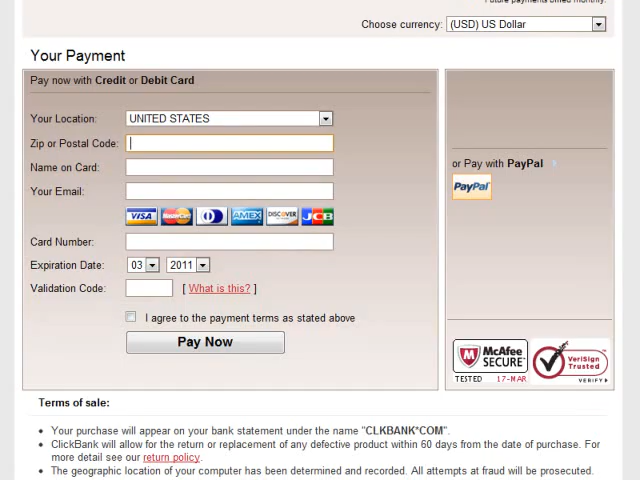 Future payments billed monthly.
Choose currency: (USD) US Dollar
Your Payment
Pay now with Credit or Debit Card
Your Location: UNITED STATES
Zip or Postal Code:
Name on Card:
Your Email:
VISA MasterCard AMEX DISCOVER JCB
Card Number:
Expiration Date: 03 2011
Validation Code: [ What is this? ]
I agree to the payment terms as stated above
Pay Now
or Pay with PayPal
PayPal
McAfee SECURE
TESTED 17-MAR
VeriSign Trusted
VERIFY
Terms of sale:
Your purchase will appear on your bank statement under the name "CLKBANK*COM".
ClickBank will allow for the return or replacement of any defective product within 60 days from the date of purchase. For
more detail see our return policy.
The geographic location of your computer has been determined and recorded. All attempts at fraud will be prosecuted.